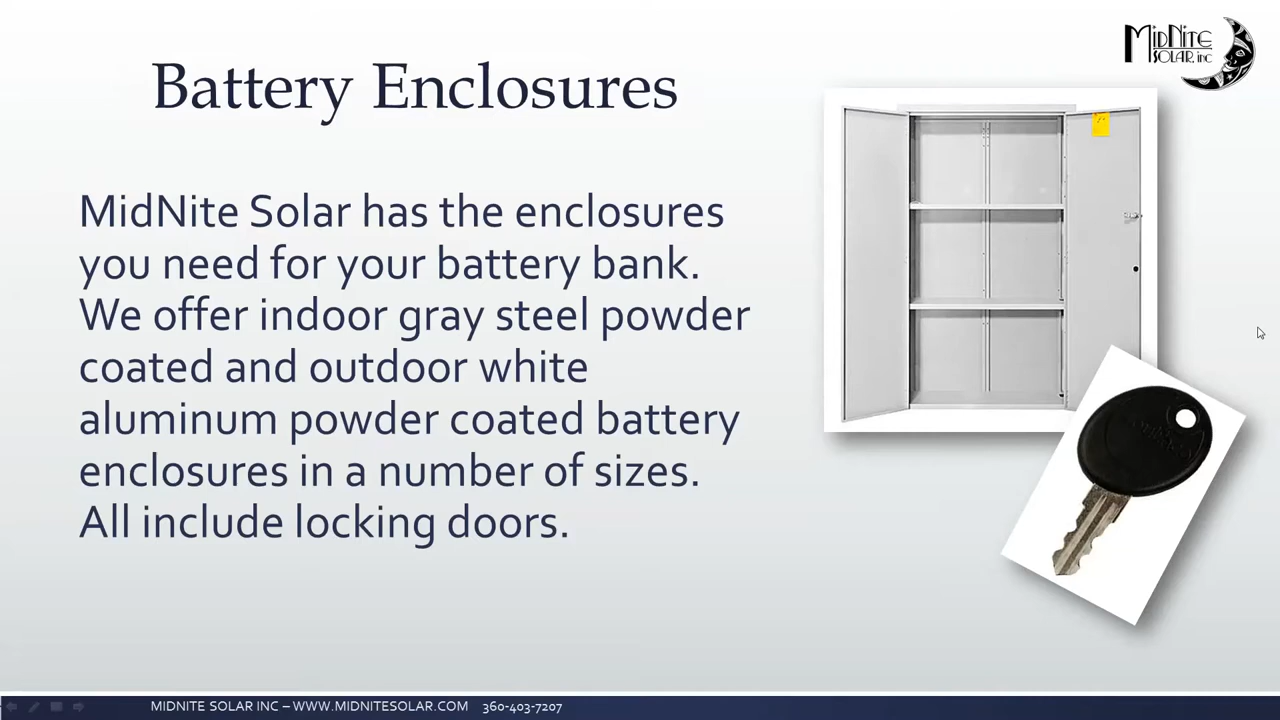 MidNite
SOLAR, inc
Battery Enclosures
MidNite Solar has the enclosures
you need for your battery bank.
We offer indoor gray steel powder
coated and outdoor white
aluminum powder coated battery
enclosures in a number of sizes.
All include locking doors.
MIDNITE SOLAR INC – WWW.MIDNITESOLAR.COM 360-403-7207